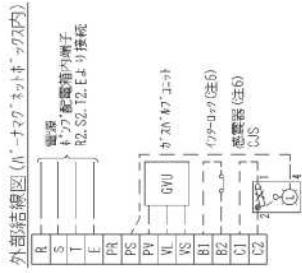 外部結線図(バーナマグネットボックス内)
電源
ポンプ配電箱内端子
R2. S2. T2. Eより接続
R
S
T
E
PR
PS
PV
VL
VS
B1
B2
C1
C2
ガスバルブユニット
GVU
インターロック(注6)
感震器(注6)
CJS
1
2
4